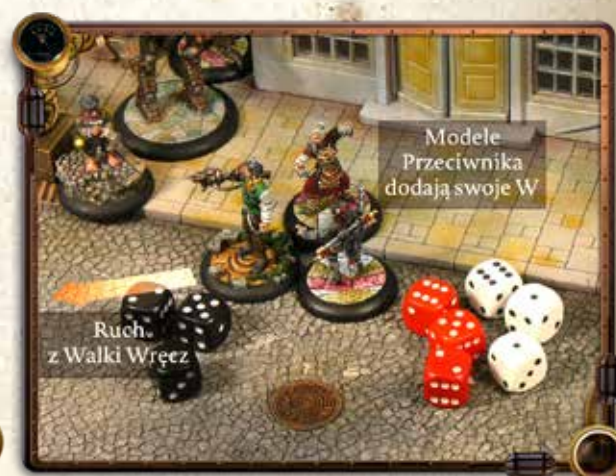 Modele
Przeciwnika
dodają swoje W
Ruch
z Walki Wręcz